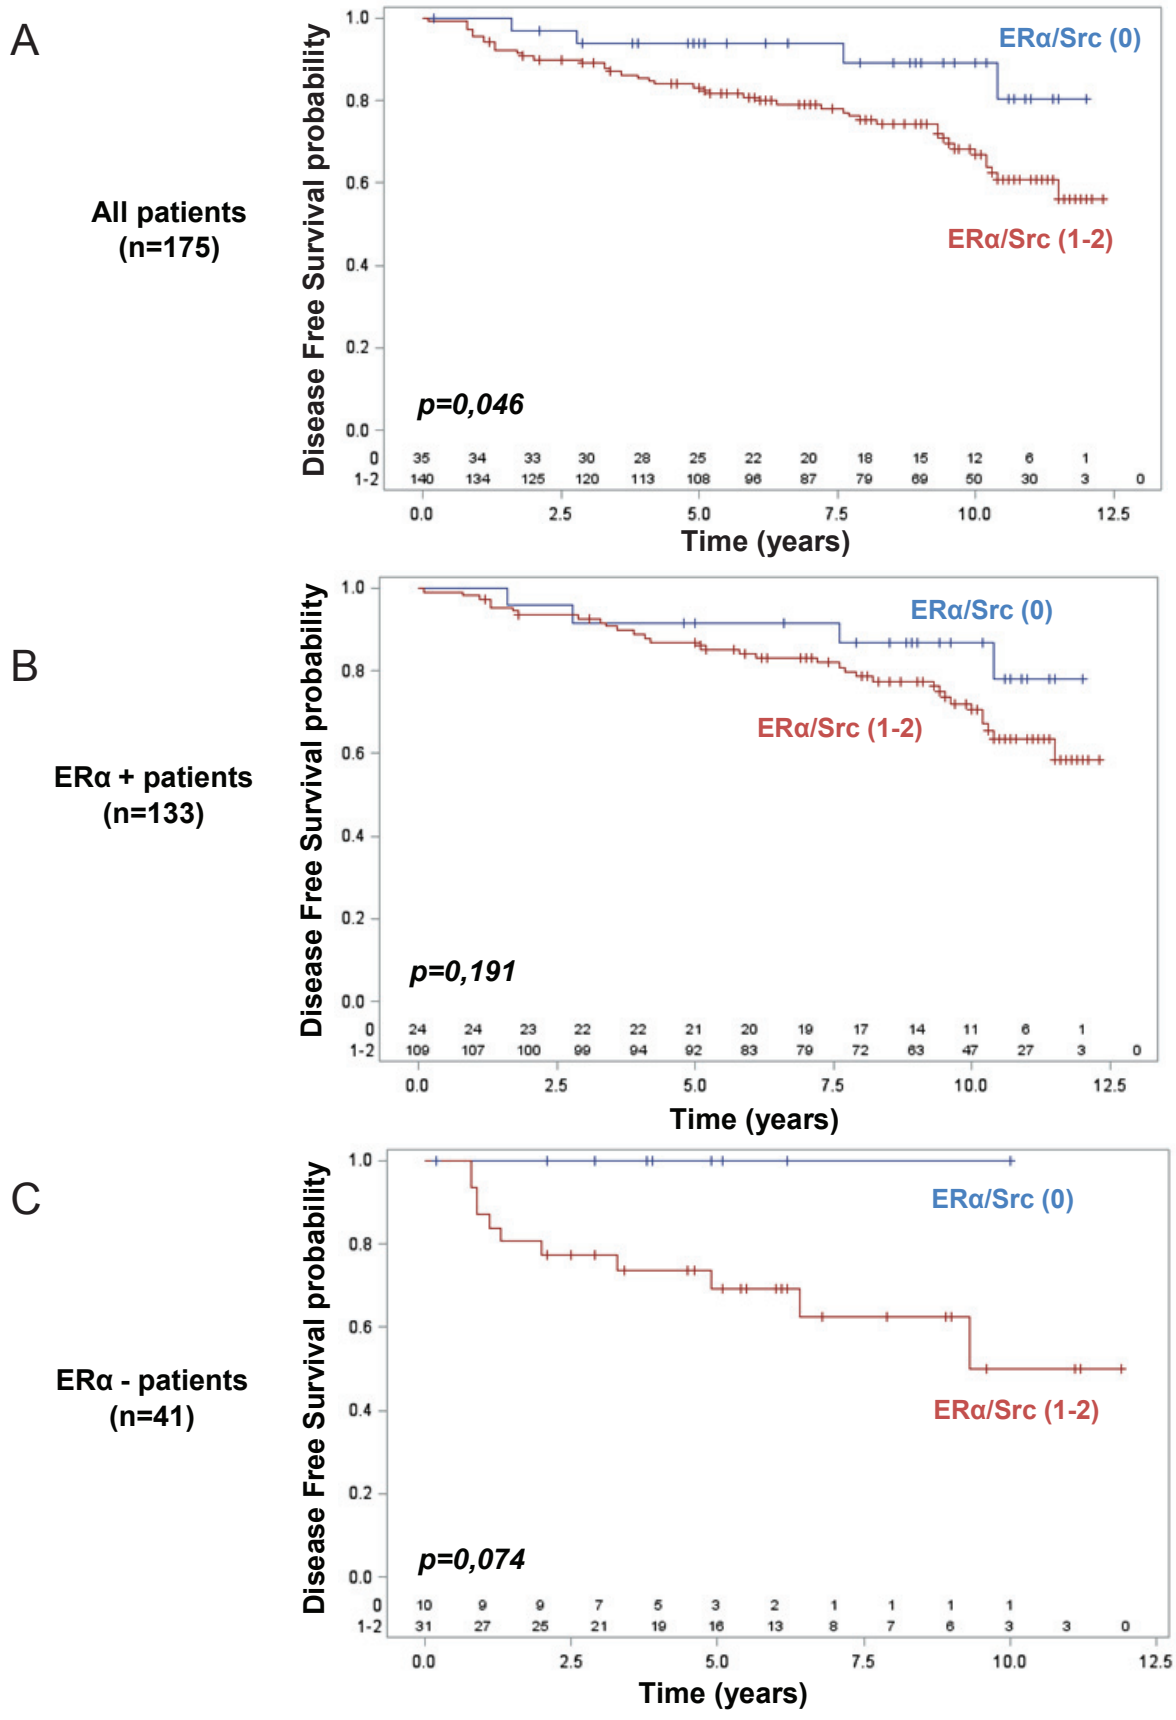 A
Disease Free Survival probability
1.0
0.8
0.6
0.4
0.2
0.0
ERα/Src (0)
ERα/Src (1-2)
All patients
(n=175)
p=0,046
0 35 34 33 30 28 25 22 20 18 15 12 6 1
1-2 140 134 125 120 113 108 96 87 79 69 50 30 3 0
0.0 2.5 5.0 7.5 10.0 12.5
Time (years)
B
Disease Free Survival probability
1.0
0.8
0.6
0.4
0.2
0.0
ERα/Src (0)
ERα/Src (1-2)
ERα + patients
(n=133)
p=0,191
0 24 24 23 22 22 21 20 19 17 14 11 6 1
1-2 109 107 100 99 94 92 83 79 72 63 47 27 3 0
0.0 2.5 5.0 7.5 10.0 12.5
Time (years)
C
Disease Free Survival probability
1.0
0.8
0.6
0.4
0.2
0.0
ERα/Src (0)
ERα/Src (1-2)
ERα - patients
(n=41)
p=0,074
0 10 9 9 7 5 3 2 1 1 1 1
1-2 31 27 25 21 19 16 13 8 7 6 3 3 0
0.0 2.5 5.0 7.5 10.0 12.5
Time (years)